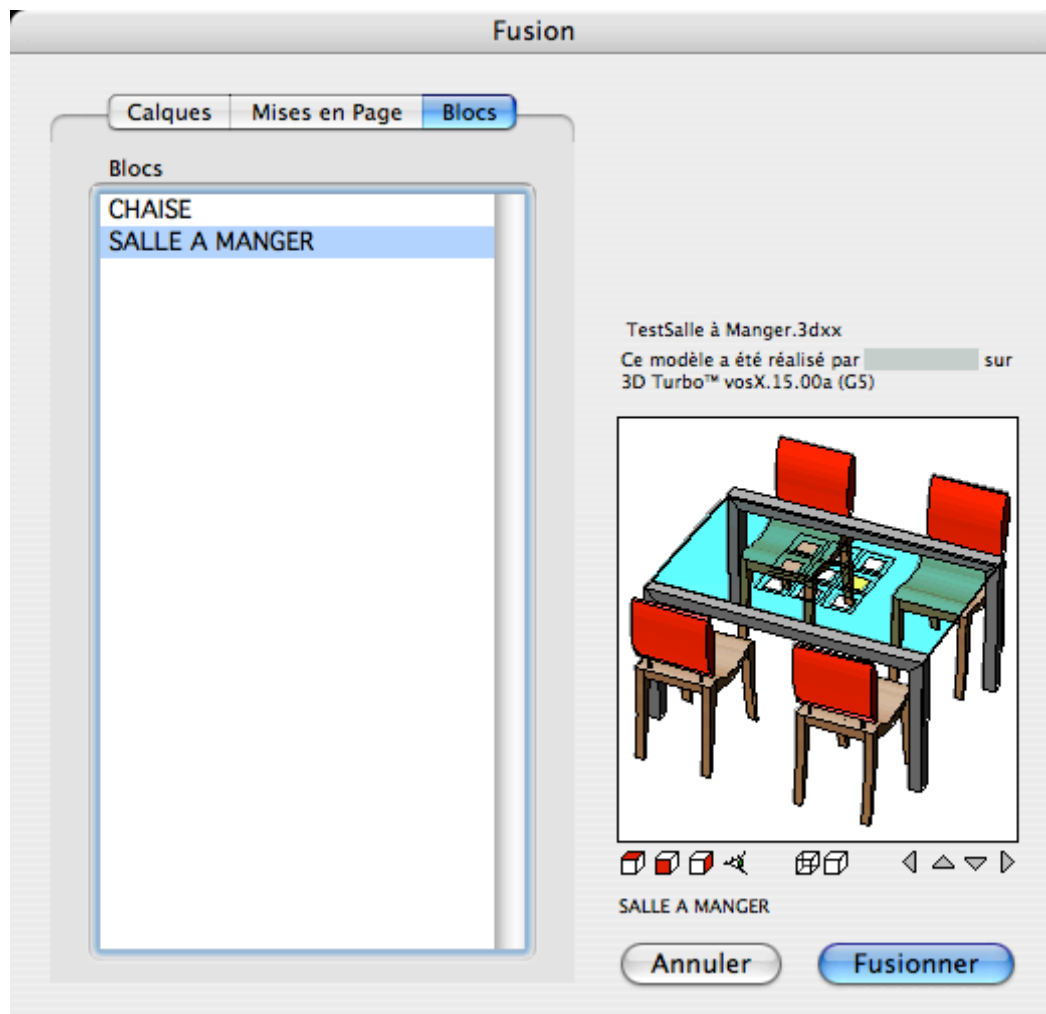 Fusion
Calques Mises en Page Blocs
Blocs
CHAISE
SALLE A MANGER
TestSalle à Manger.3dxx
Ce modèle a été réalisé par sur
3D Turbo™ vosX.15.00a (G5)
SALLE A MANGER
Annuler Fusionner